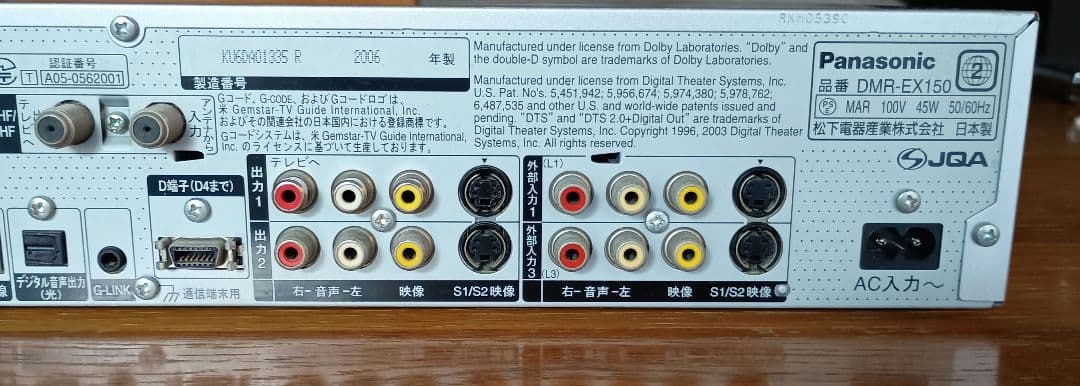 RKM0539C
認証番号
T A05-0562001
KU6DA01335 R 2006 年製
製造番号
Manufactured under license from Dolby Laboratories. "Dolby" and
the double-D symbol are trademarks of Dolby Laboratories.
Manufactured under license from Digital Theater Systems, Inc.
U.S. Pat. No's. 5,451,942; 5,956,674; 5,974,380; 5,978,762;
6,487,535 and other U.S. and world-wide patents issued and
pending. "DTS" and "DTS 2.0+Digital Out" are trademarks of
Digital Theater Systems, Inc. Copyright 1996, 2003 Digital Theater
Systems, Inc. All rights reserved.
Panasonic
2
品番 DMR-EX150
PS E MAR 100V 45W 50/60Hz
松下電器産業株式会社 日本製
JQA
HF/
HF
テレビへ
アンテナから
入力
Gコード、G-CODE、およびGコードロゴは、
米 Gemstar-TV Guide International, Inc.
およびその関連会社の日本国内における登録商標です。
Gコードシステムは、米 Gemstar-TV Guide International,
Inc. のライセンスに基づいて生産しております。
D端子(D4まで)
テレビへ
出力1
出力2
右-音声-左
映像
S1/S2 映像
外部入力1
(L1)
外部入力3
(L3)
右-音声-左
映像
S1/S2 映像
AC入力～
デジタル音声出力
(光)
G-LINK
通信端末用